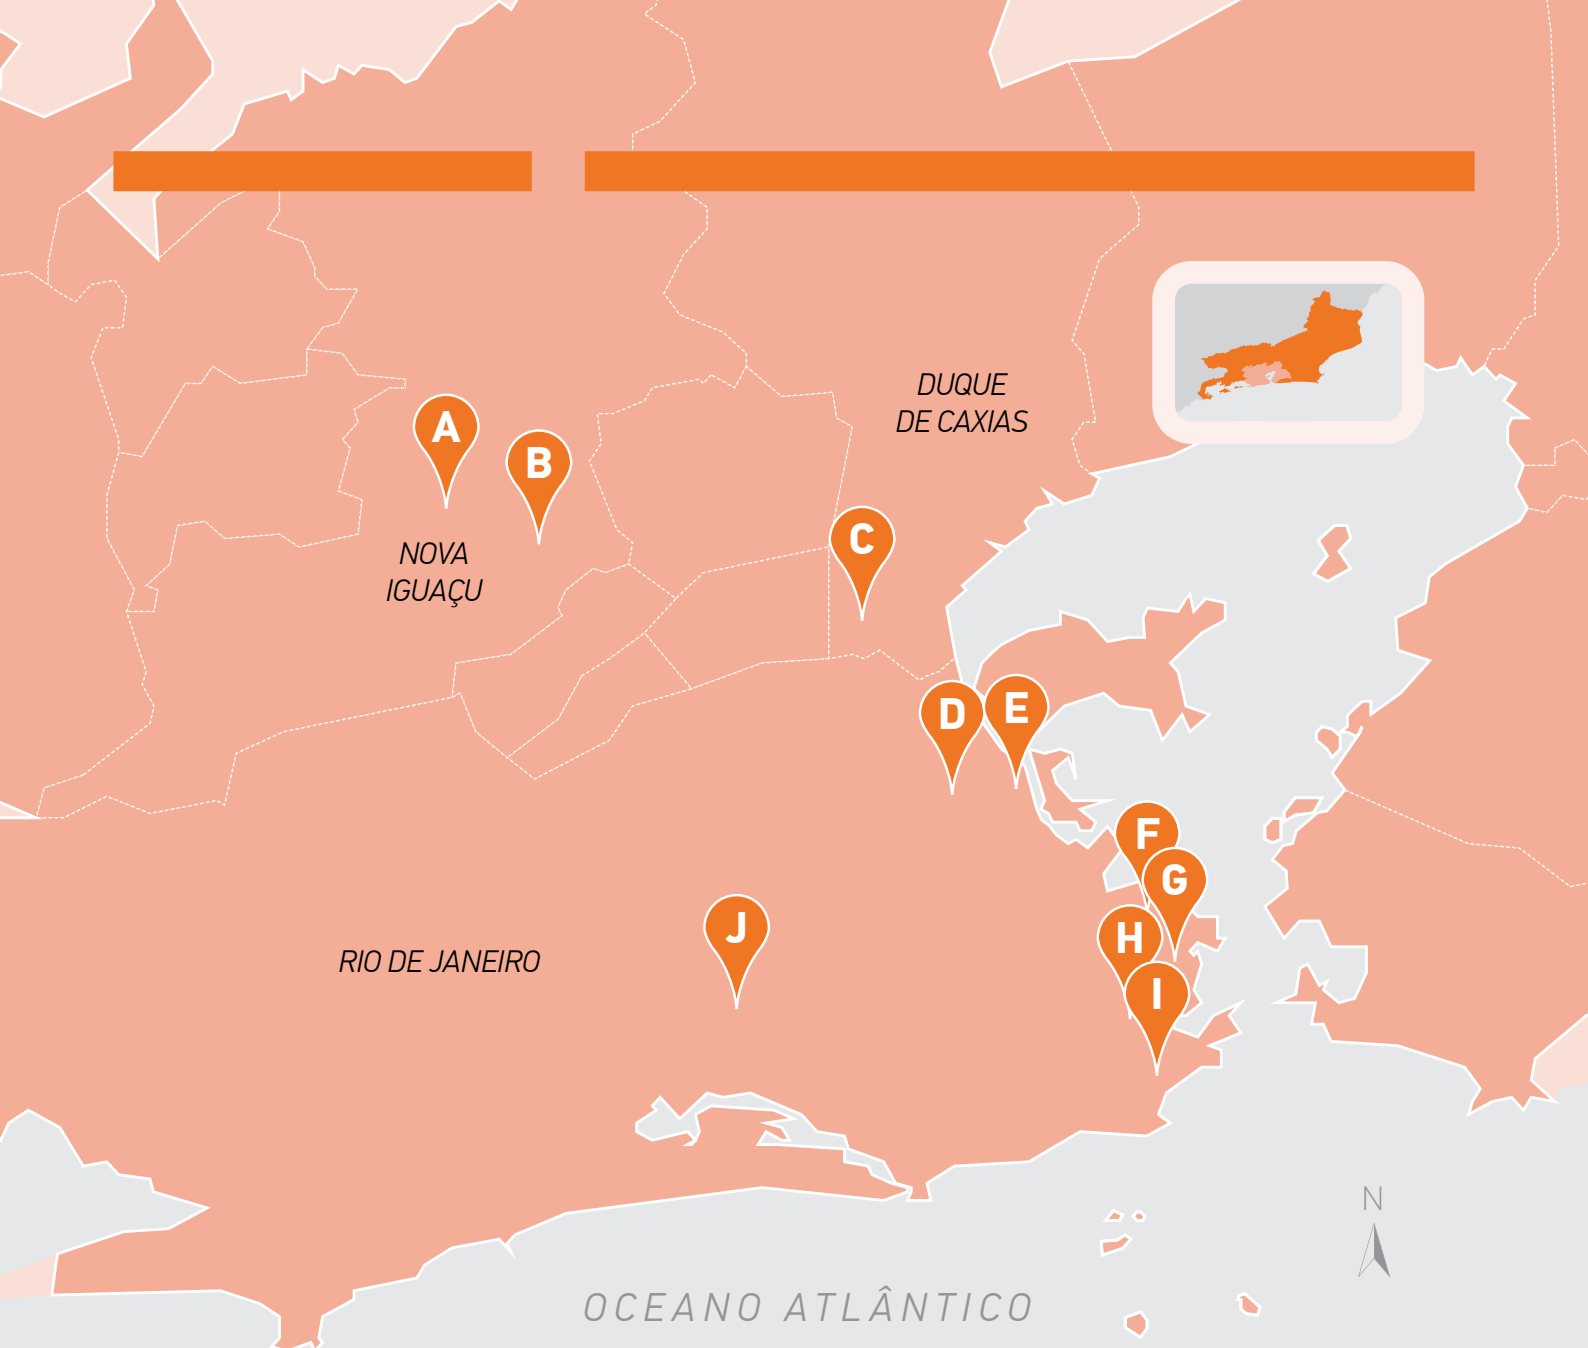 DUQUE
DE CAXIAS
A
B
C
NOVA
IGUAÇU
D
E
F
G
H
I
J
RIO DE JANEIRO
N
OCEANO ATLÂNTICO